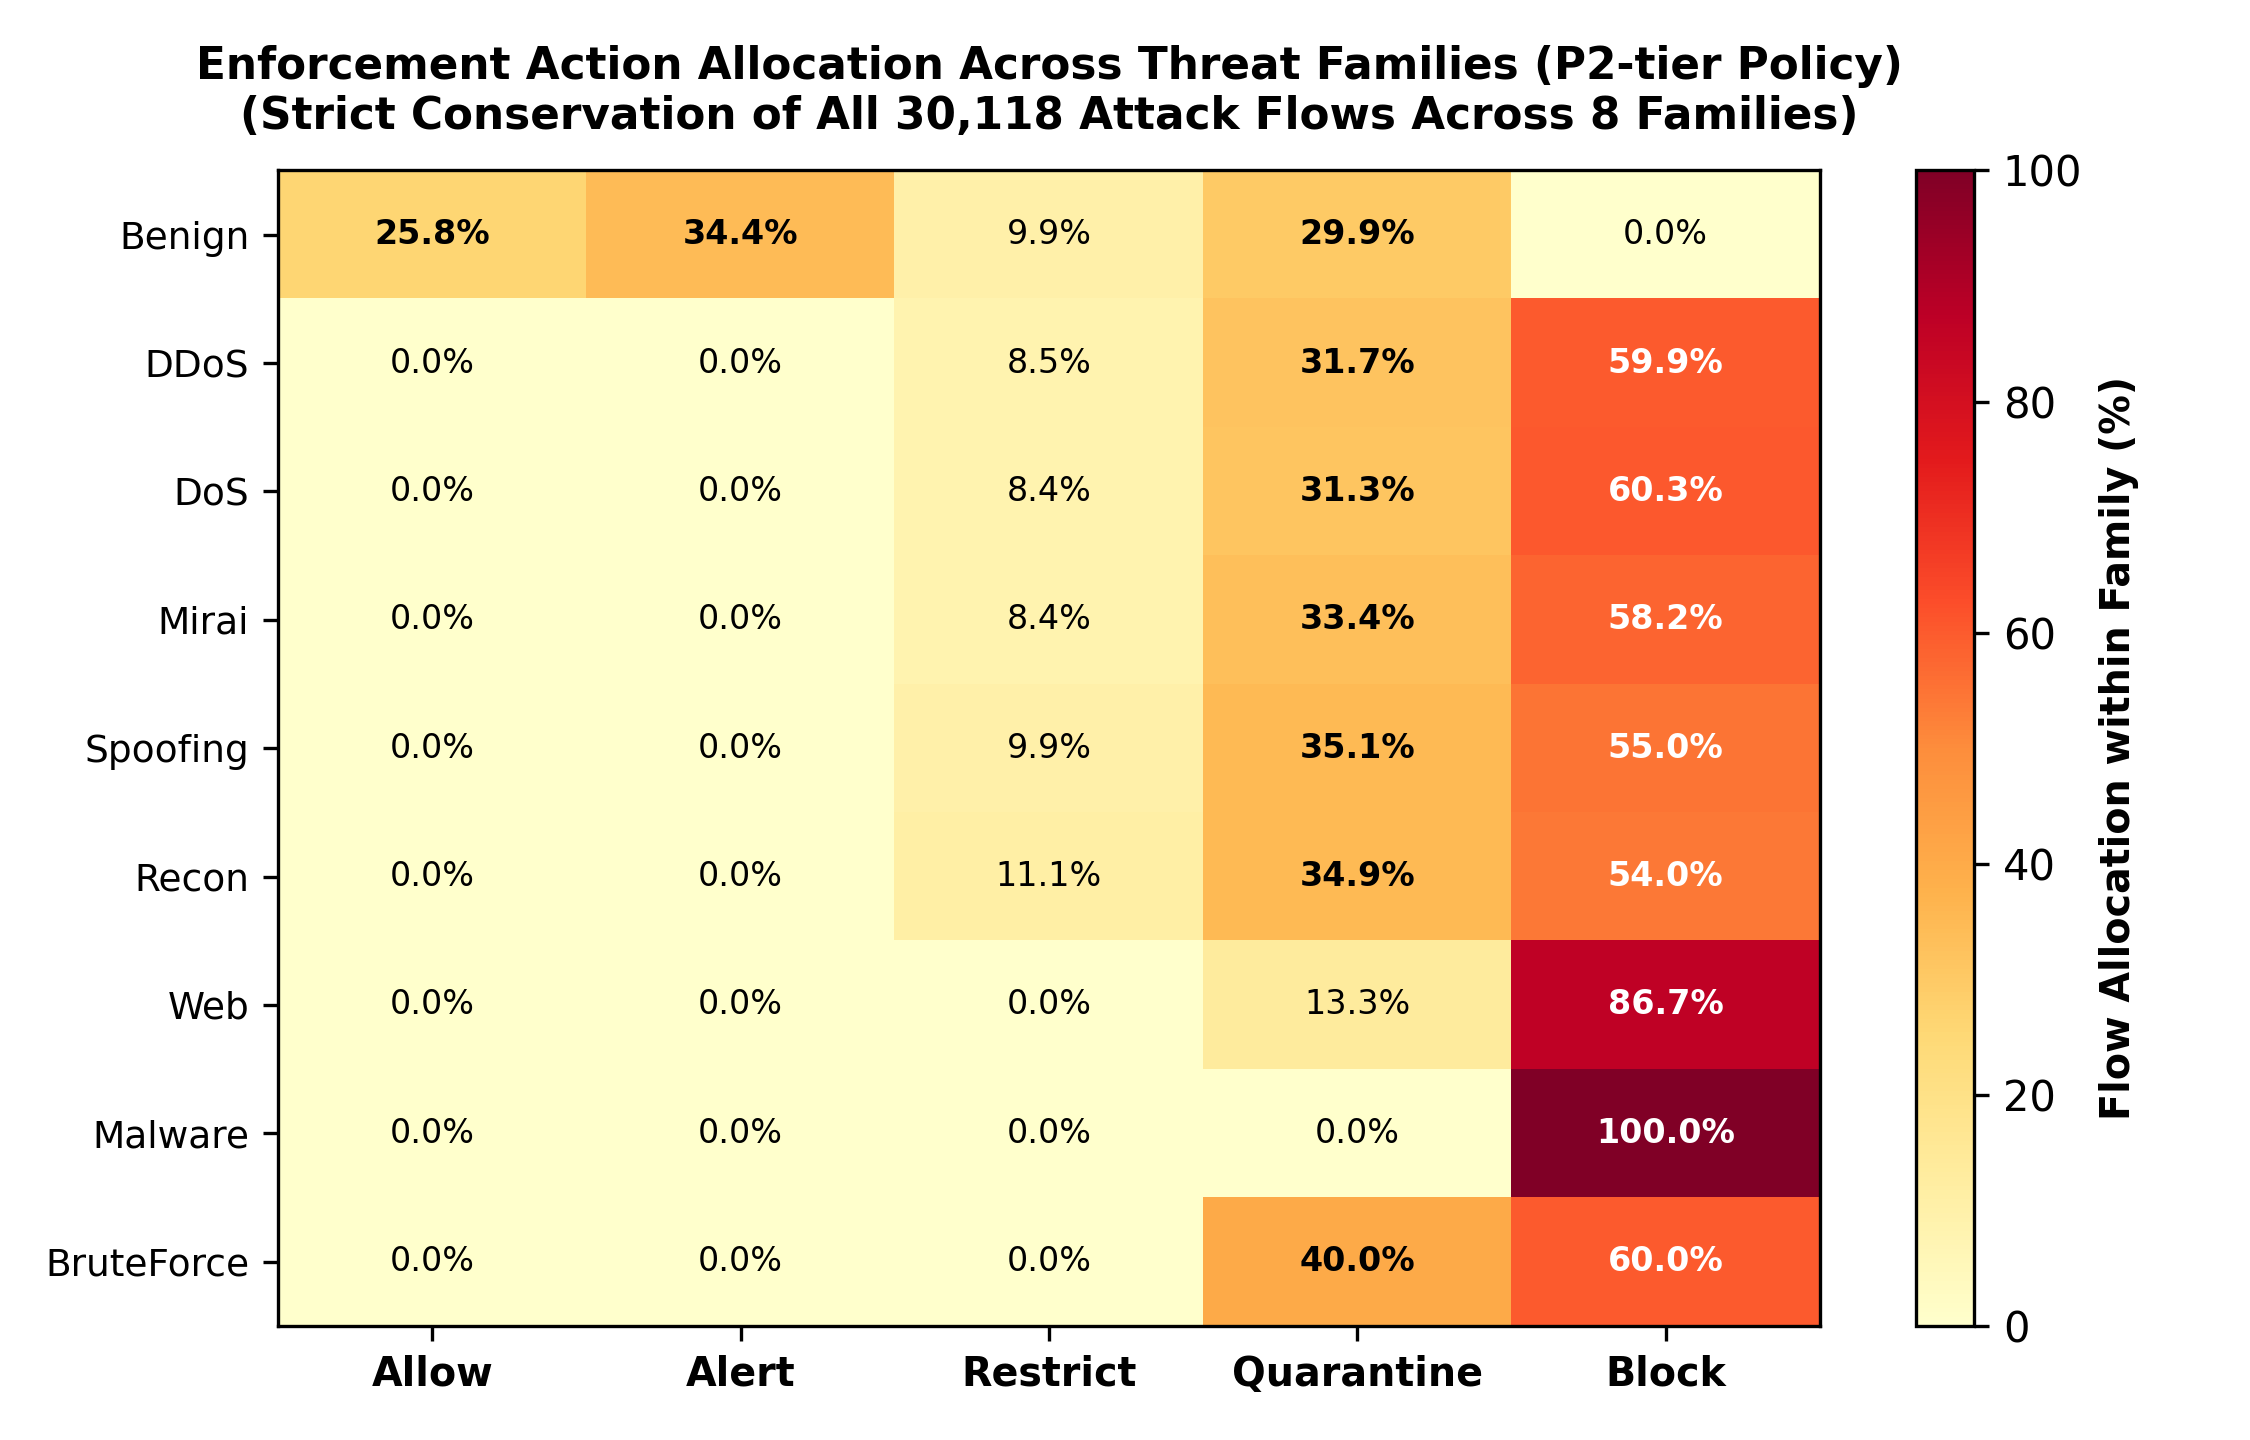 Enforcement Action Allocation Across Threat Families (P2-tier Policy)
(Strict Conservation of All 30,118 Attack Flows Across 8 Families)
Benign 25.8% 34.4% 9.9% 29.9% 0.0%
DDoS 0.0% 0.0% 8.5% 31.7% 59.9%
DoS 0.0% 0.0% 8.4% 31.3% 60.3%
Mirai 0.0% 0.0% 8.4% 33.4% 58.2%
Spoofing 0.0% 0.0% 9.9% 35.1% 55.0%
Recon 0.0% 0.0% 11.1% 34.9% 54.0%
Web 0.0% 0.0% 0.0% 13.3% 86.7%
Malware 0.0% 0.0% 0.0% 0.0% 100.0%
BruteForce 0.0% 0.0% 0.0% 40.0% 60.0%
Allow Alert Restrict Quarantine Block
100
80
60
40
20
0
Flow Allocation within Family (%)